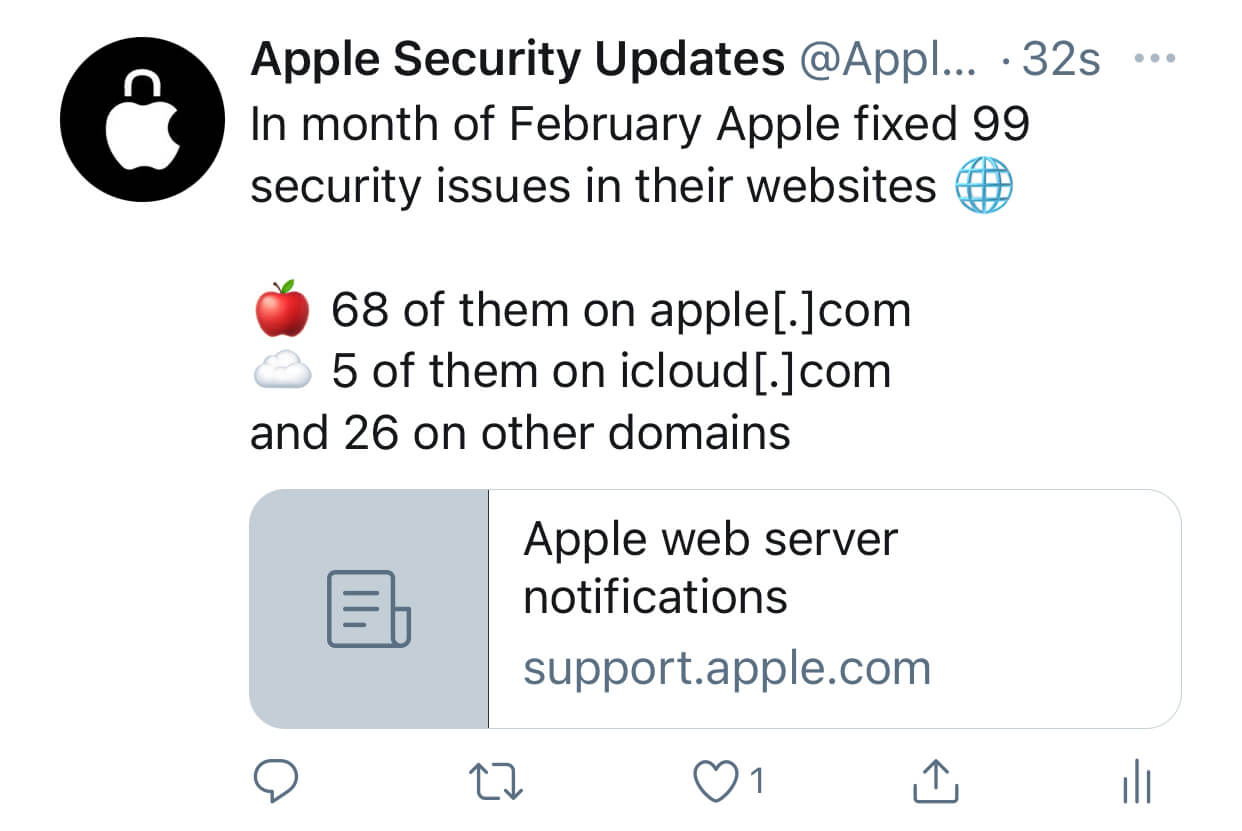 Apple Security Updates @Appl... · 32s
In month of February Apple fixed 99
security issues in their websites 🌐
🍎 68 of them on apple[.]com
☁️ 5 of them on icloud[.]com
and 26 on other domains
Apple web server
notifications
support.apple.com
1